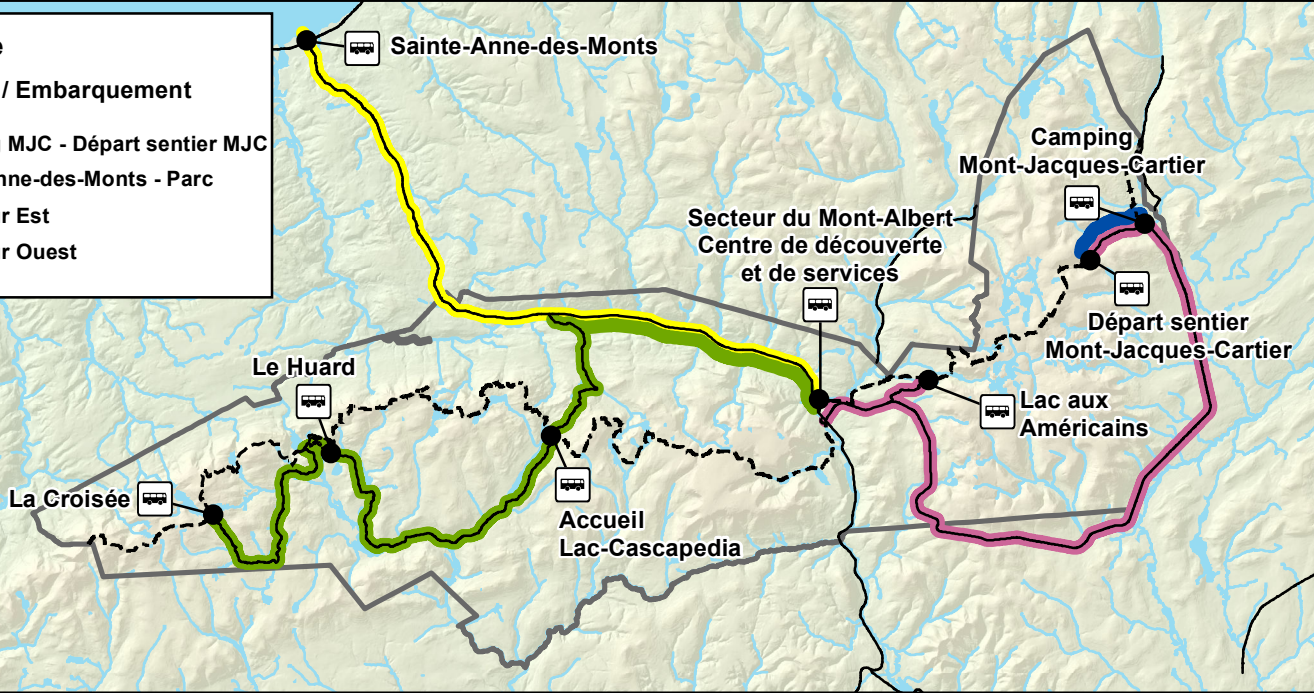 / Embarquement
MJC - Départ sentier MJC
nne-des-Monts - Parc
r Est
r Ouest
Sainte-Anne-des-Monts
Camping
Mont-Jacques-Cartier
Secteur du Mont-Albert
Centre de découverte
et de services
Départ sentier
Mont-Jacques-Cartier
Le Huard
Lac aux
Américains
La Croisée
Accueil
Lac-Cascapedia